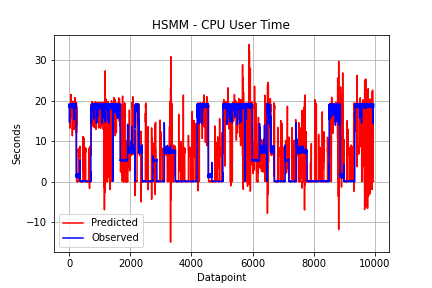 HSMM - CPU User Time
30
20
10
0
−10
Seconds
Predicted
Observed
0 2000 4000 6000 8000 10000
Datapoint